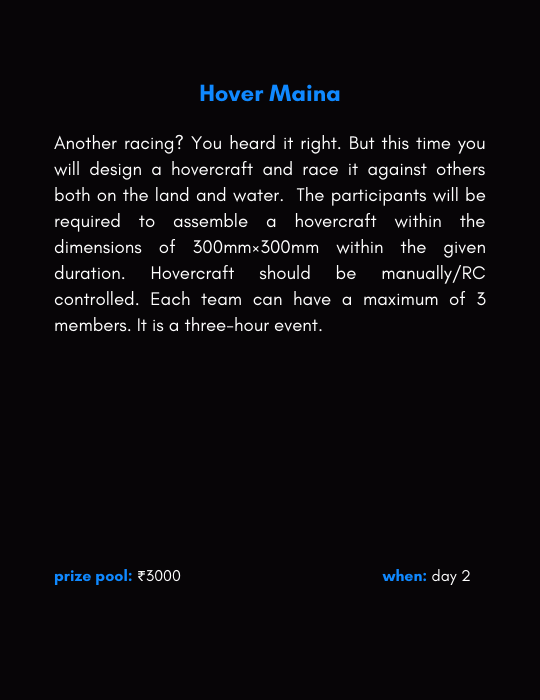 Hover Maina
Another racing? You heard it right. But this time you
will design a hovercraft and race it against others
both on the land and water. The participants will be
required to assemble a hovercraft within the
dimensions of 300mm×300mm within the given
duration. Hovercraft should be manually/RC
controlled. Each team can have a maximum of 3
members. It is a three-hour event.
prize pool: ₹3000
when: day 2